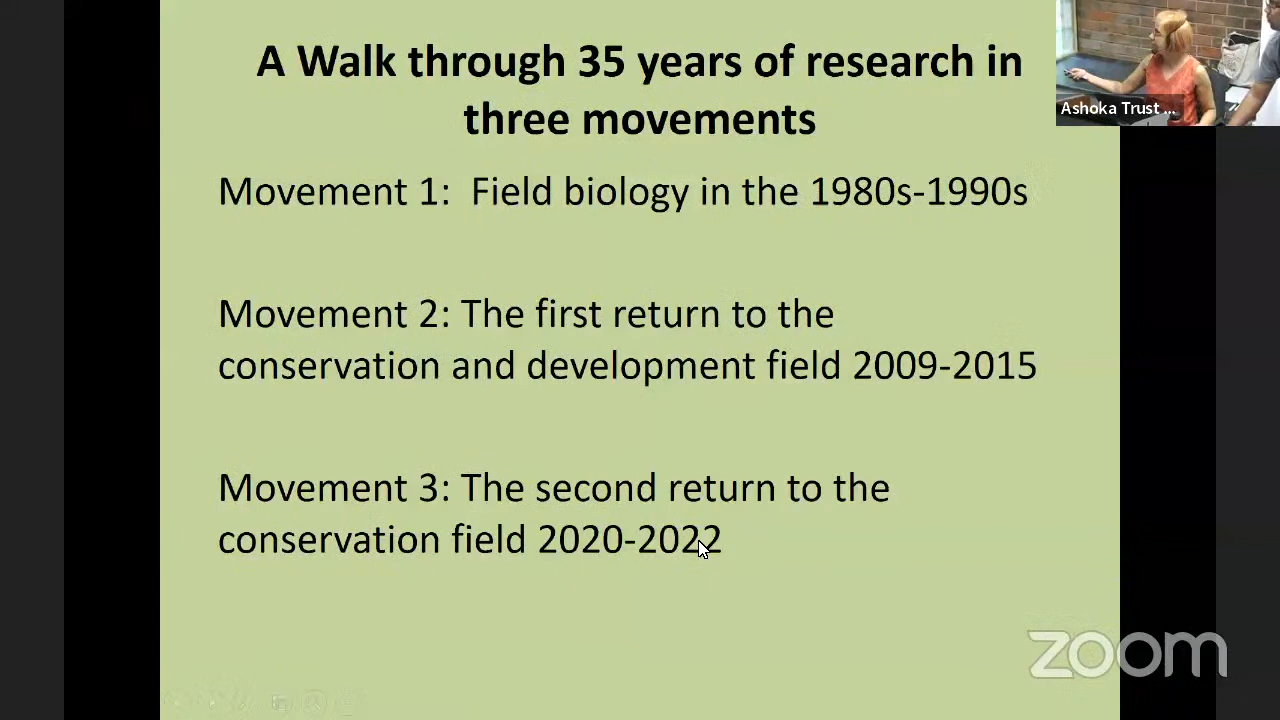 A Walk through 35 years of research in
three movements
Ashoka Trust ...
Movement 1:  Field biology in the 1980s-1990s
Movement 2: The first return to the
conservation and development field 2009-2015
Movement 3: The second return to the
conservation field 2020-2022
zoom